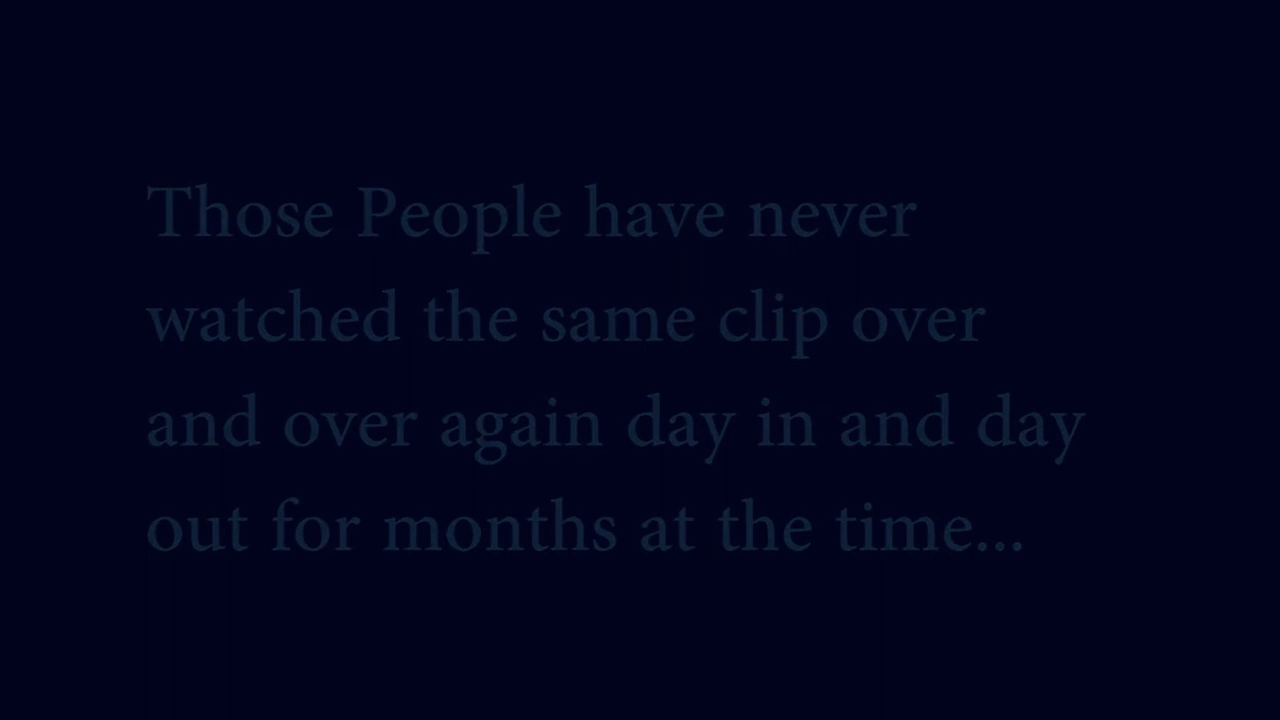 Those People have never
watched the same clip over
and over again day in and day
out for months at the time...